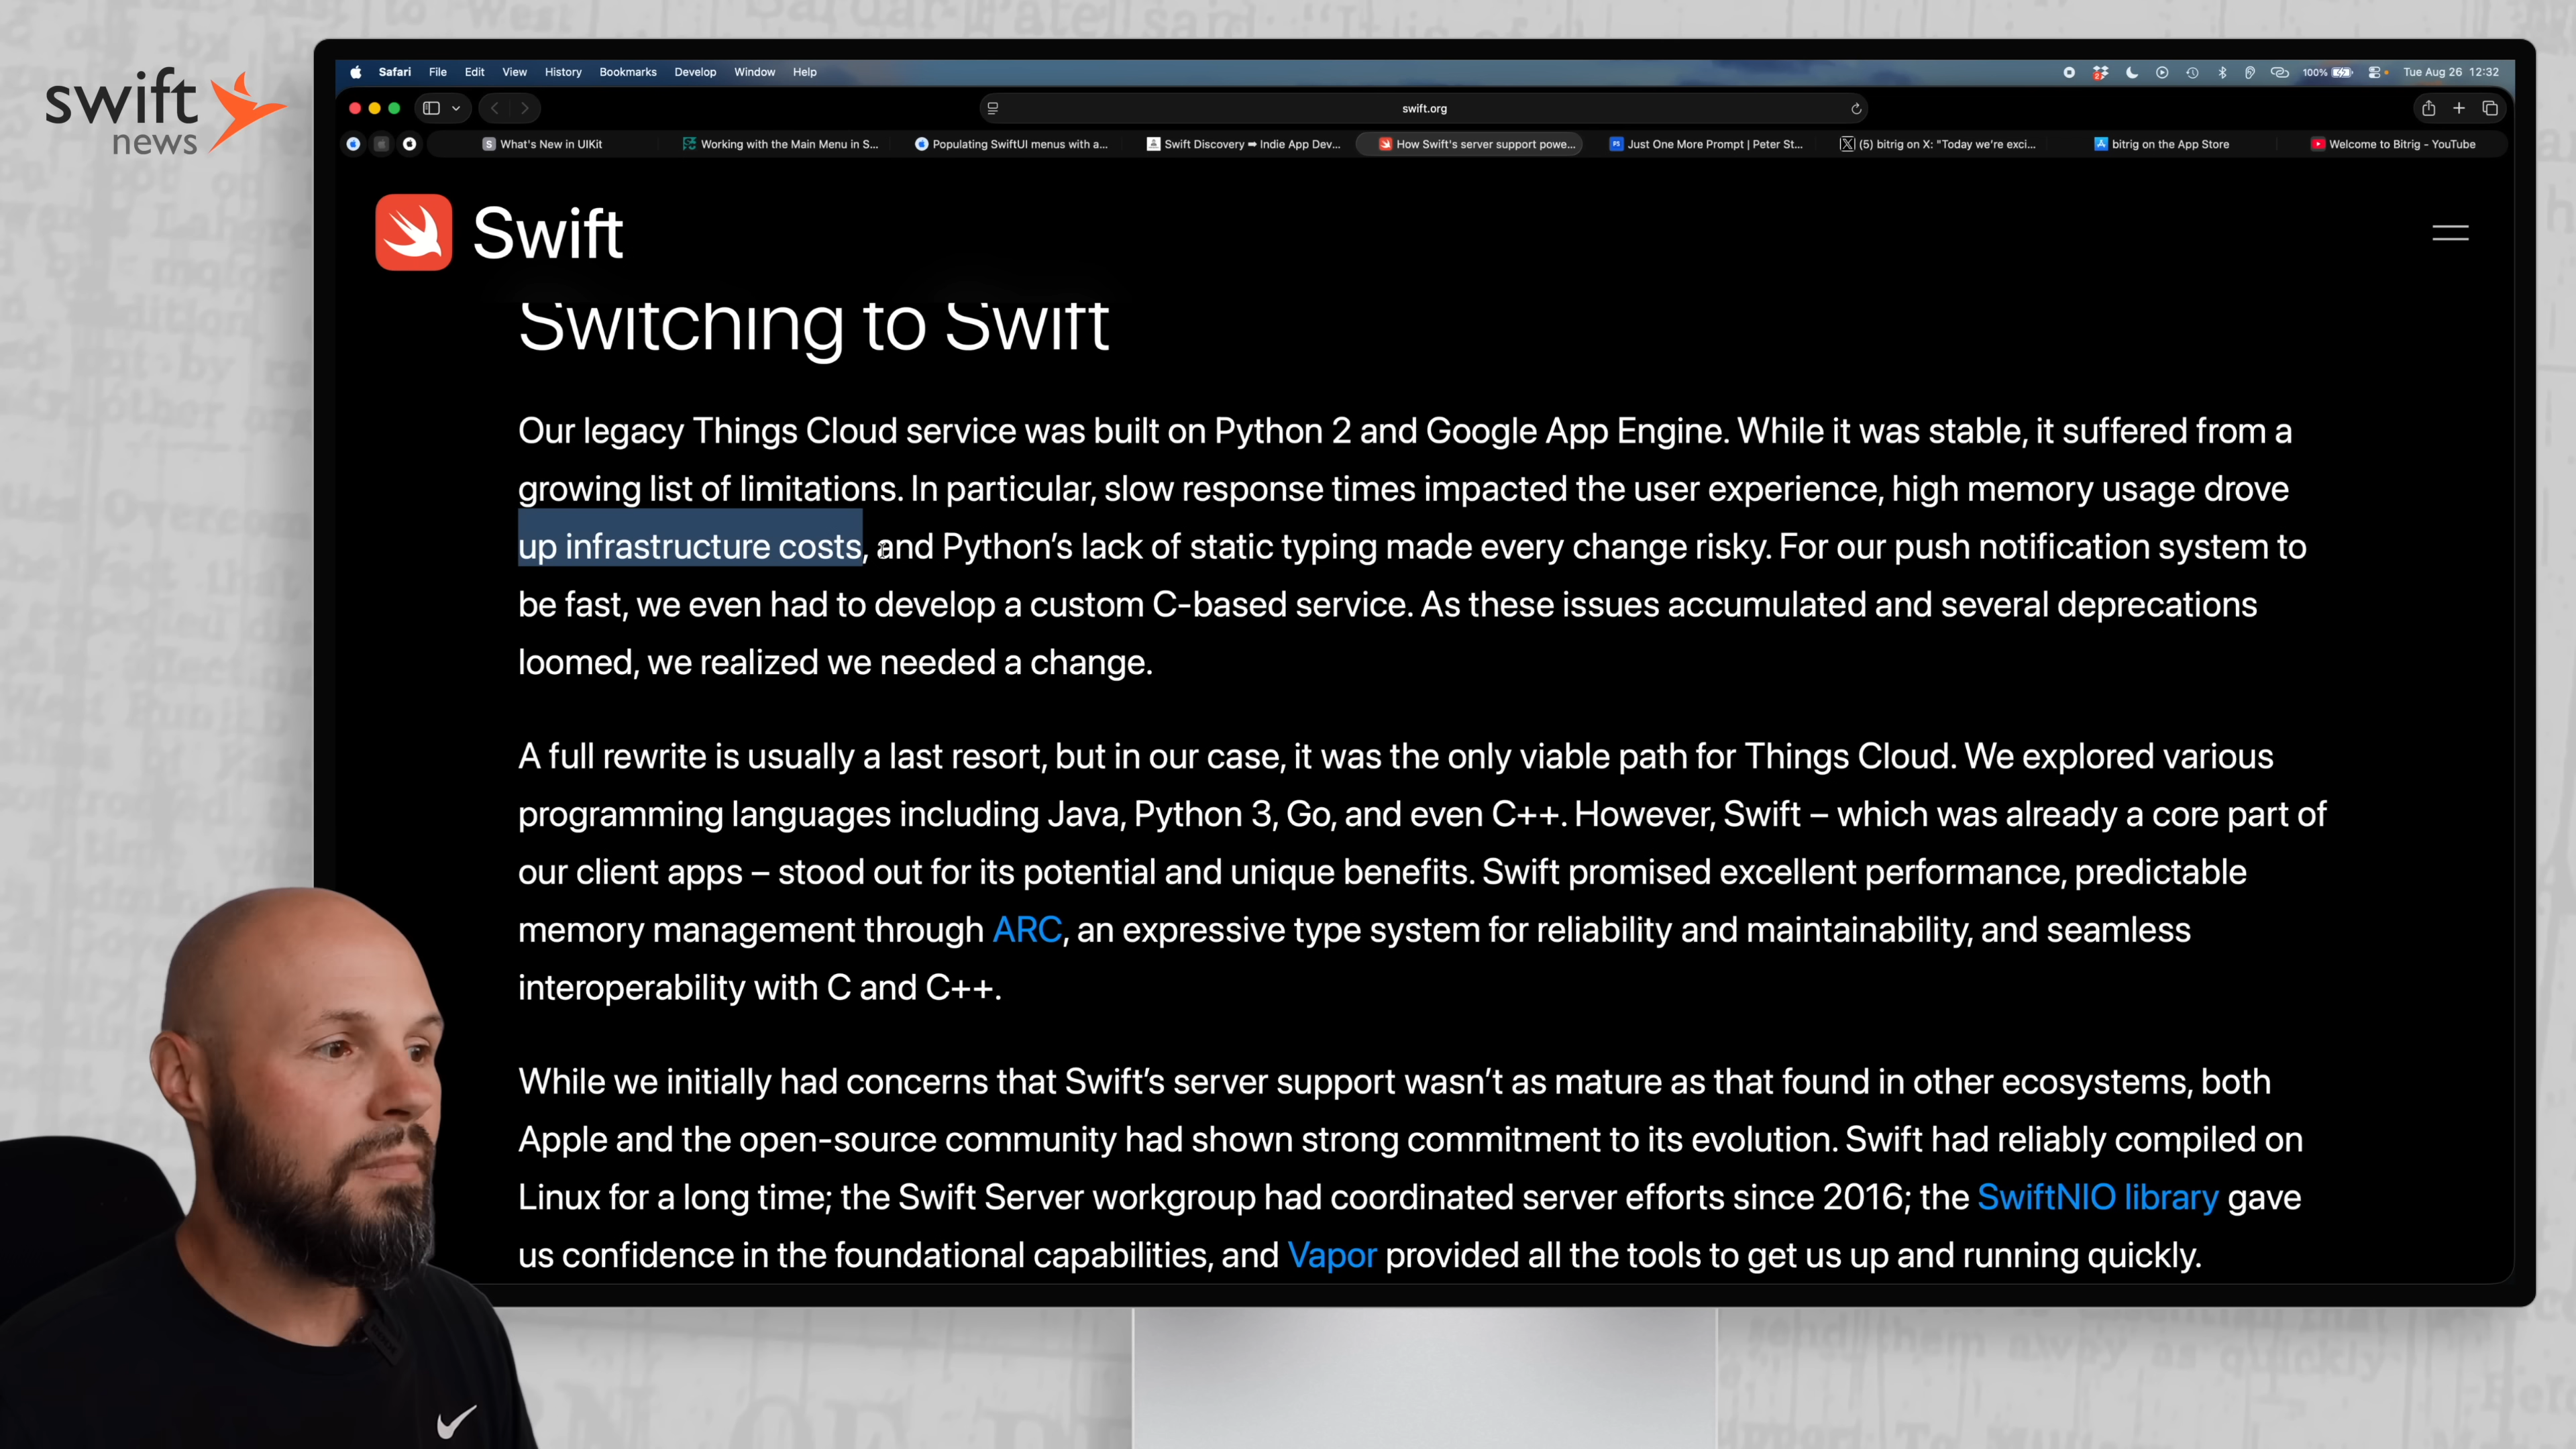 swift
news
Safari File Edit View History Bookmarks Develop Window Help
100%
Tue Aug 26 12:32
swift.org
What's New in UIKit
Working with the Main Menu in S...
Populating SwiftUI menus with a...
Swift Discovery ➡ Indie App Dev...
How Swift's server support powe...
Just One More Prompt | Peter St...
(5) bitrig on X: "Today we're exci...
bitrig on the App Store
Welcome to Bitrig - YouTube
Swift
Switching to Swift
Our legacy Things Cloud service was built on Python 2 and Google App Engine. While it was stable, it suffered from a
growing list of limitations. In particular, slow response times impacted the user experience, high memory usage drove
up infrastructure costs, and Python's lack of static typing made every change risky. For our push notification system to
be fast, we even had to develop a custom C-based service. As these issues accumulated and several deprecations
loomed, we realized we needed a change.
A full rewrite is usually a last resort, but in our case, it was the only viable path for Things Cloud. We explored various
programming languages including Java, Python 3, Go, and even C++. However, Swift – which was already a core part of
our client apps – stood out for its potential and unique benefits. Swift promised excellent performance, predictable
memory management through ARC, an expressive type system for reliability and maintainability, and seamless
interoperability with C and C++.
While we initially had concerns that Swift's server support wasn't as mature as that found in other ecosystems, both
Apple and the open-source community had shown strong commitment to its evolution. Swift had reliably compiled on
Linux for a long time; the Swift Server workgroup had coordinated server efforts since 2016; the SwiftNIO library gave
us confidence in the foundational capabilities, and Vapor provided all the tools to get us up and running quickly.